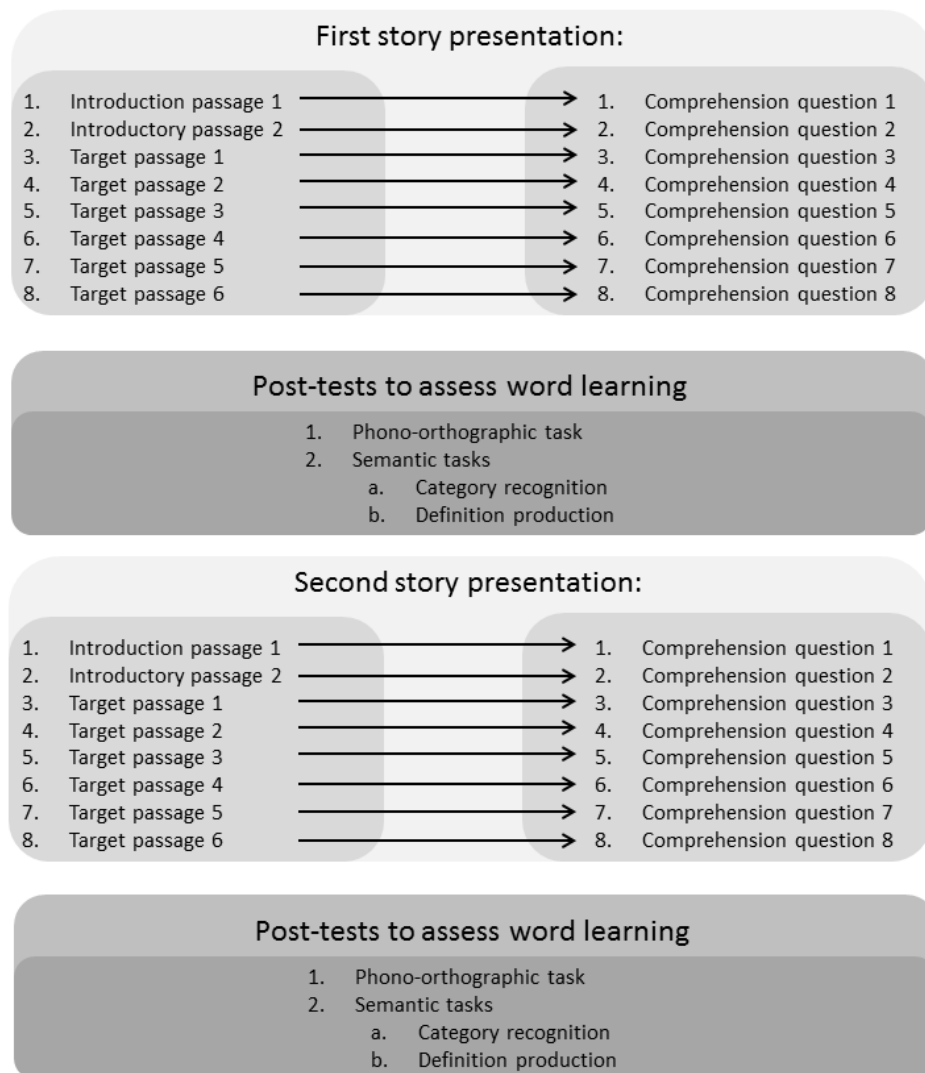 First story presentation:
1. Introduction passage 1 1. Comprehension question 1
2. Introductory passage 2 2. Comprehension question 2
3. Target passage 1 3. Comprehension question 3
4. Target passage 2 4. Comprehension question 4
5. Target passage 3 5. Comprehension question 5
6. Target passage 4 6. Comprehension question 6
7. Target passage 5 7. Comprehension question 7
8. Target passage 6 8. Comprehension question 8
Post-tests to assess word learning
1. Phono-orthographic task
2. Semantic tasks
a. Category recognition
b. Definition production
Second story presentation:
1. Introduction passage 1 1. Comprehension question 1
2. Introductory passage 2 2. Comprehension question 2
3. Target passage 1 3. Comprehension question 3
4. Target passage 2 4. Comprehension question 4
5. Target passage 3 5. Comprehension question 5
6. Target passage 4 6. Comprehension question 6
7. Target passage 5 7. Comprehension question 7
8. Target passage 6 8. Comprehension question 8
Post-tests to assess word learning
1. Phono-orthographic task
2. Semantic tasks
a. Category recognition
b. Definition production